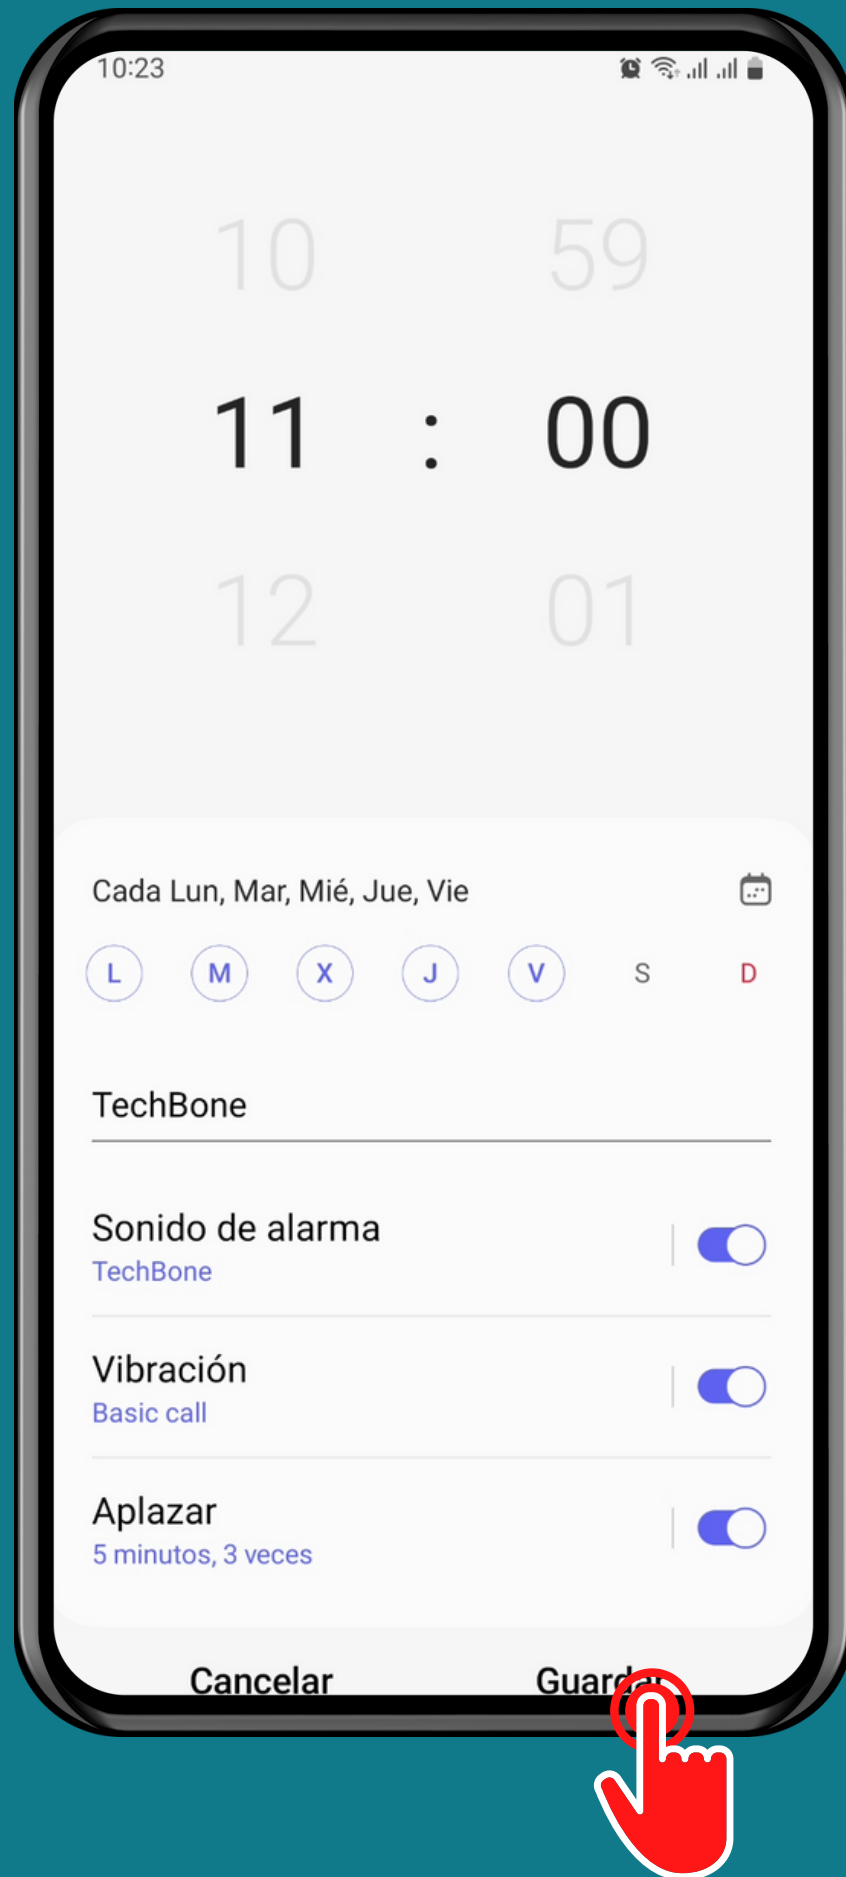 10:23
10 59
11 : 00
12 01
Cada Lun, Mar, Mié, Jue, Vie
L M X J V S D
TechBone
Sonido de alarma
TechBone
Vibración
Basic call
Aplazar
5 minutos, 3 veces
Cancelar Guardar